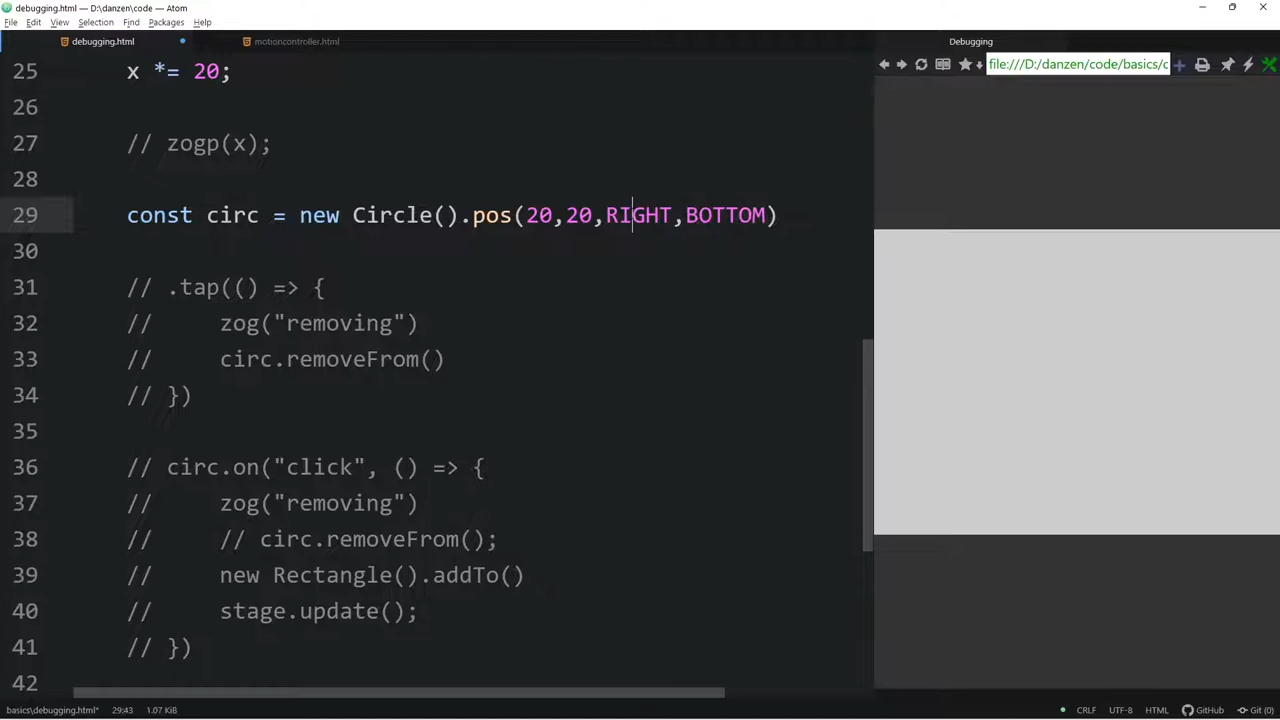 debugging.html — D:\danzen\code — Atom
File Edit View Selection Find Packages Help
debugging.html
motioncontroller.html
Debugging
file:///D:/danzen/code/basics/c
25 x *= 20;
26
27 // zogp(x);
28
29 const circ = new Circle().pos(20,20,RIGHT,BOTTOM)
30
31 // .tap(() => {
32 // zog("removing")
33 // circ.removeFrom()
34 // })
35
36 // circ.on("click", () => {
37 // zog("removing")
38 // // circ.removeFrom();
39 // new Rectangle().addTo()
40 // stage.update();
41 // })
42
basics\debugging.html* 29:43 1.07 KiB CRLF UTF-8 HTML GitHub Git (0)